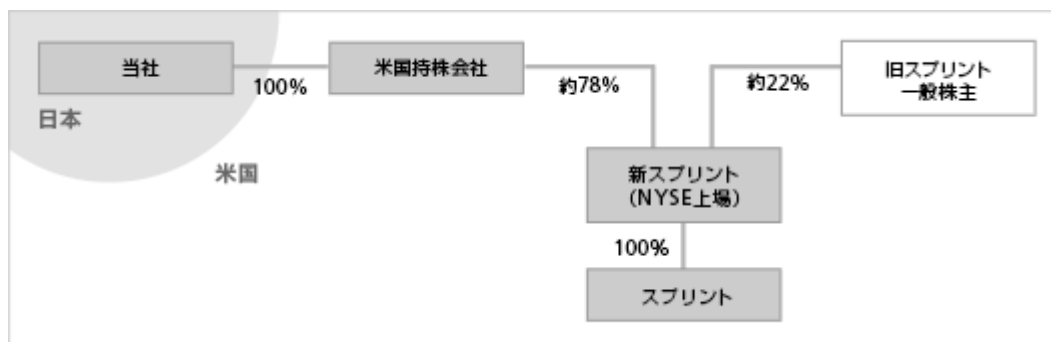 当社
100%
米国持株会社
約78%
約22%
旧スプリント
一般株主
日本
米国
新スプリント
（NYSE上場）
100%
スプリント